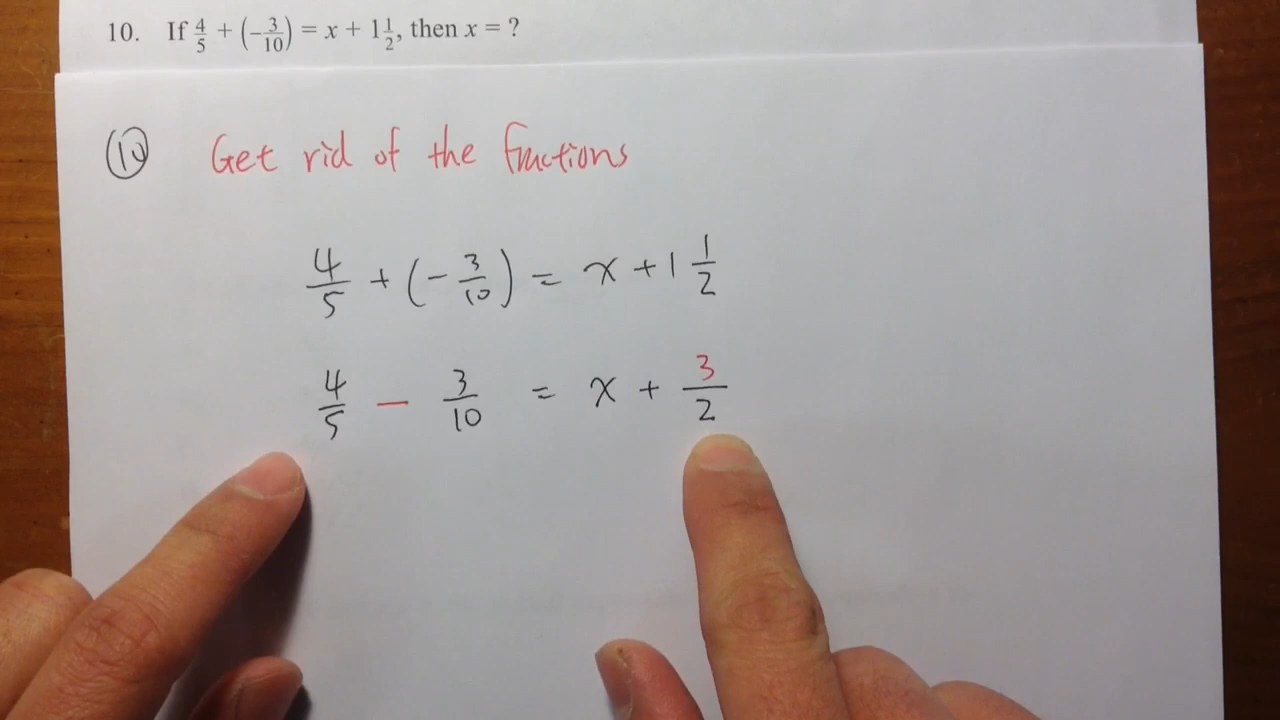 10. If 4/5 + (-3/10) = x + 1 1/2, then x = ?
(10) Get rid of the fractions
4/5 + (-3/10) = x + 1 1/2
4/5 - 3/10 = x + 3/2